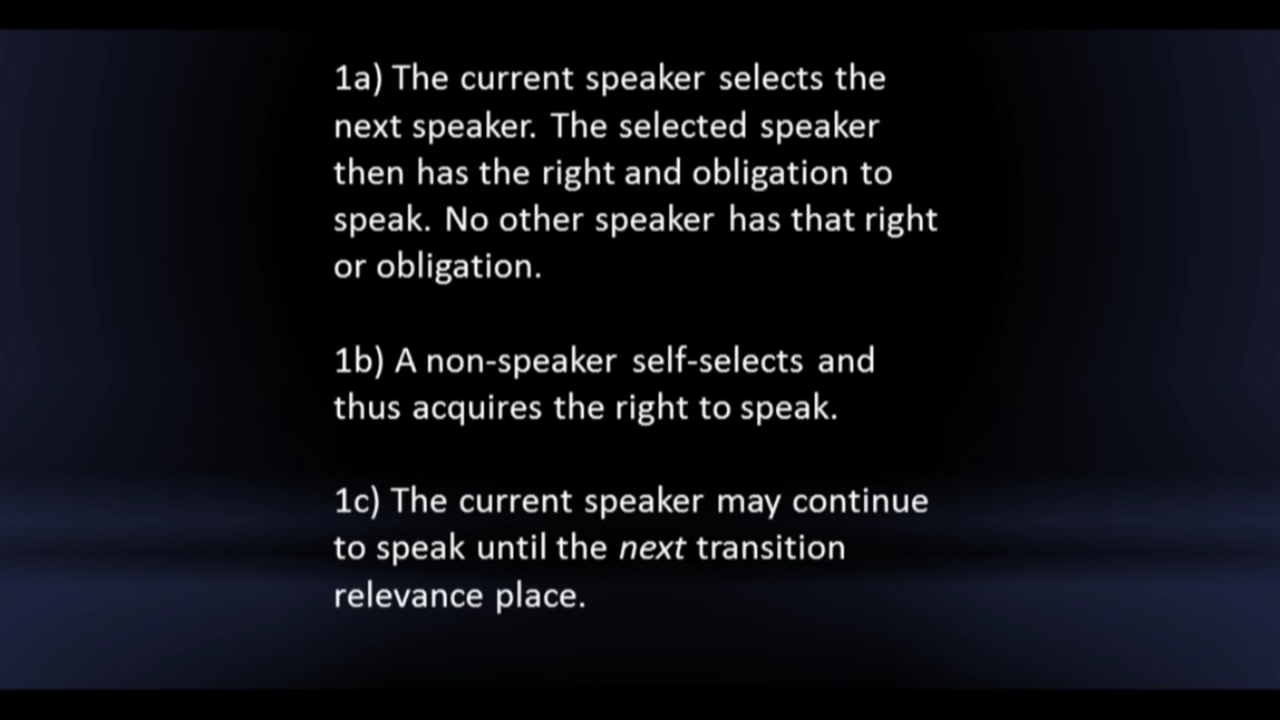 1a) The current speaker selects the
next speaker. The selected speaker
then has the right and obligation to
speak. No other speaker has that right
or obligation.
1b) A non-speaker self-selects and
thus acquires the right to speak.
1c) The current speaker may continue
to speak until the next transition
relevance place.